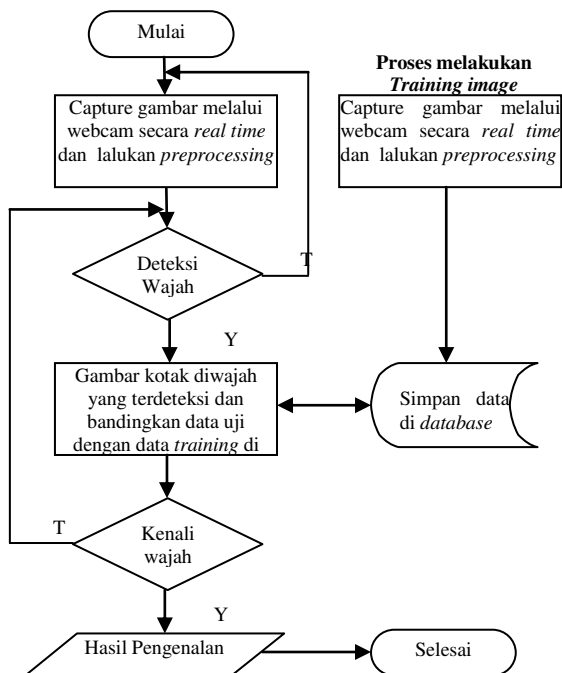 Mulai
Capture gambar melalui
webcam secara real time
dan lalukan preprocessing
Deteksi
Wajah
T
Y
Gambar kotak diwajah
yang terdeteksi dan
bandingkan data uji
dengan data training di
Kenali
wajah
T
Y
Hasil Pengenalan
Selesai
Proses melakukan
Training image
Capture gambar melalui
webcam secara real time
dan lalukan preprocessing
Simpan data
di database